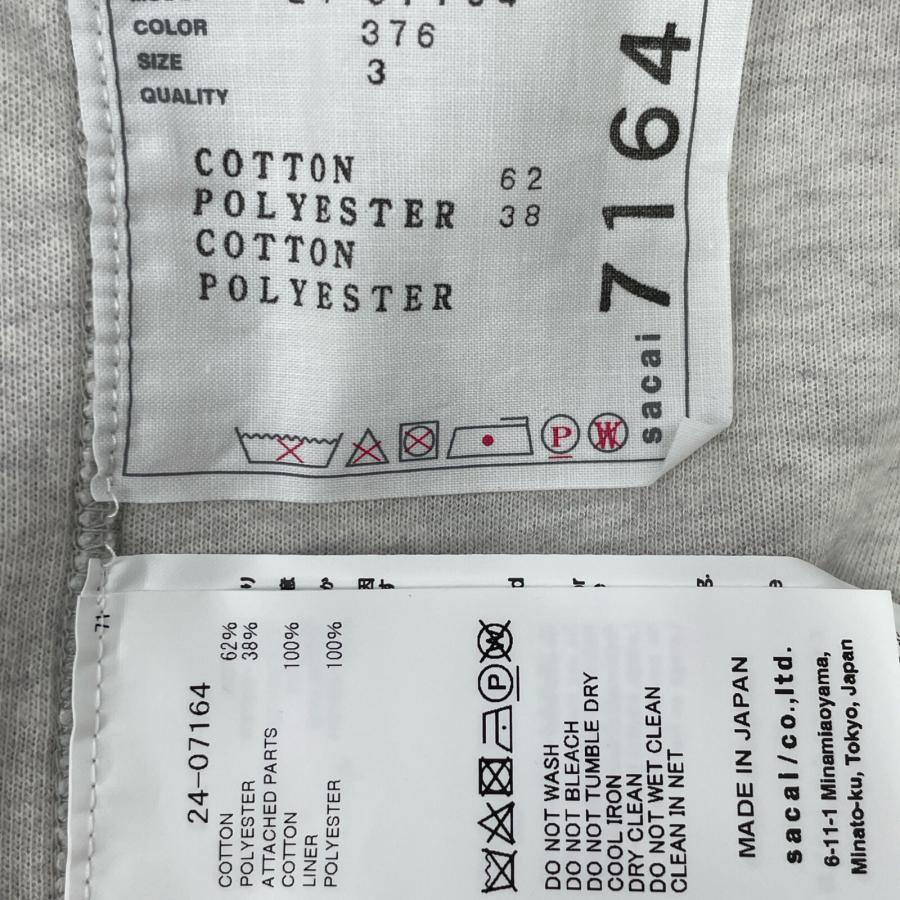 COLOR 376
SIZE 3
QUALITY
COTTON 62
POLYESTER 38
COTTON
POLYESTER
P W
sacai 7164
71
24-07164
COTTON 62%
POLYESTER 38%
ATTACHED PARTS
COTTON 100%
LINER
POLYESTER 100%
P W
DO NOT WASH
DO NOT BLEACH
DO NOT TUMBLE DRY
COOL IRON
DRY CLEAN
DO NOT WET CLEAN
CLEAN IN NET
MADE IN JAPAN
sacai/co.,ltd.
6-11-1 Minamiaoyama,
Minato-ku, Tokyo, Japan